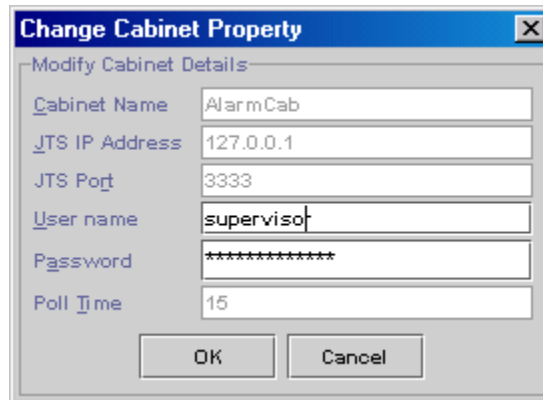 Change Cabinet Property
Modify Cabinet Details
Cabinet Name AlarmCab
JTS IP Address 127.0.0.1
JTS Port 3333
User name supervisor
Password *************
Poll Time 15
OK Cancel